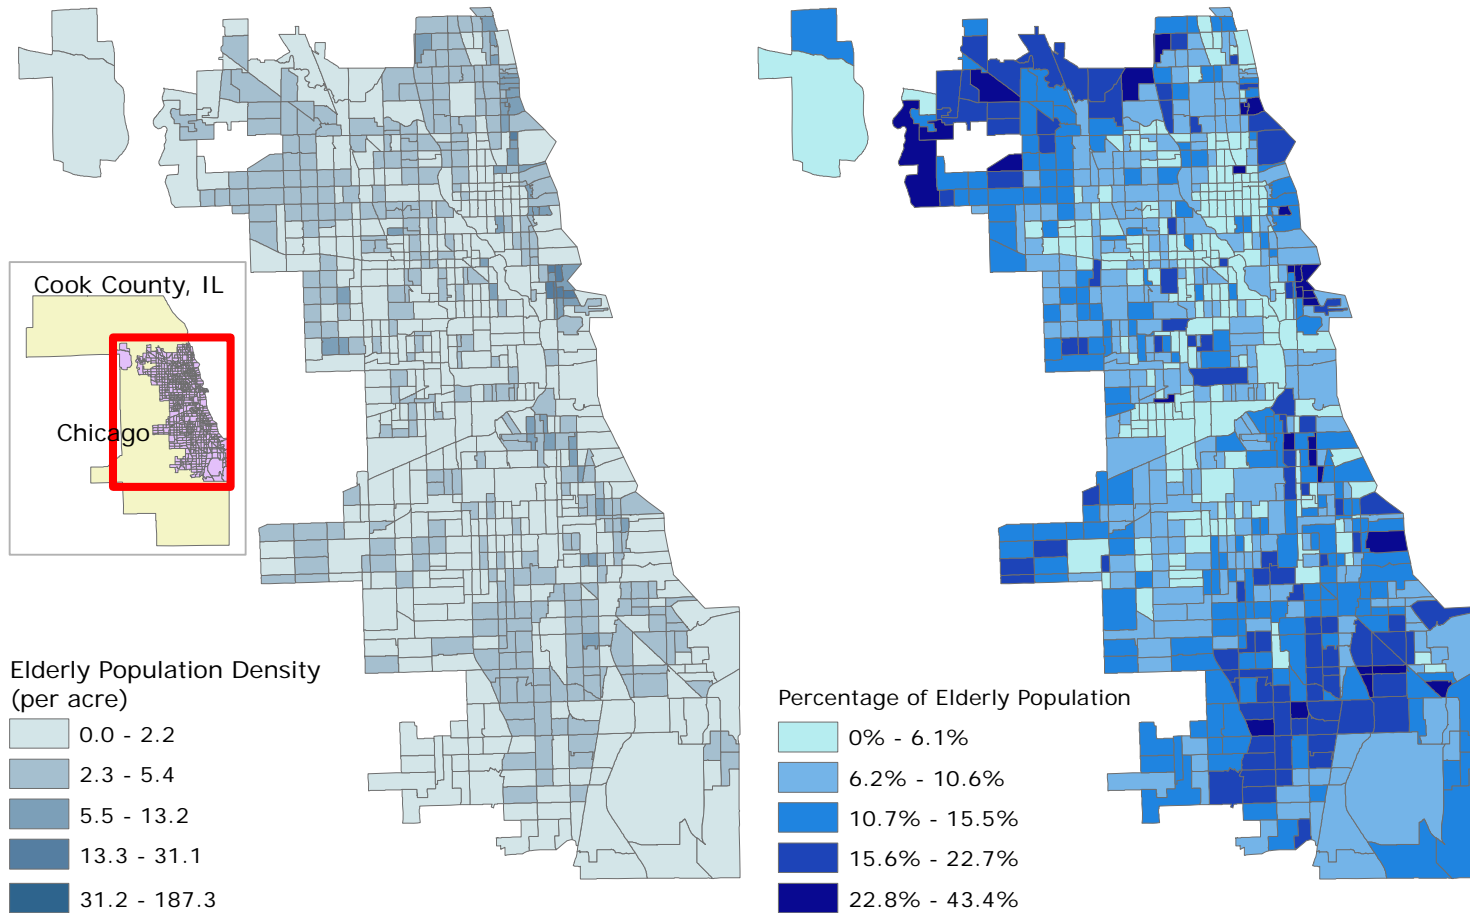 Cook County, IL
Chicago
Elderly Population Density
(per acre)
0.0 - 2.2
2.3 - 5.4
5.5 - 13.2
13.3 - 31.1
31.2 - 187.3
Percentage of Elderly Population
0% - 6.1%
6.2% - 10.6%
10.7% - 15.5%
15.6% - 22.7%
22.8% - 43.4%